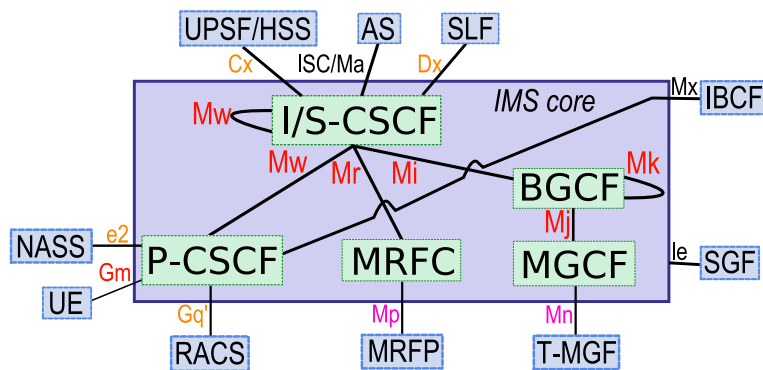 UPSF/HSS
AS
SLF
Cx
ISC/Ma
Dx
IMS core
Mx
IBCF
Mw
I/S-CSCF
Mw
Mr
Mi
BGCF
Mk
Mj
NASS
e2
P-CSCF
MRFC
MGCF
Ie
SGF
Gm
UE
Gq'
Mp
Mn
RACS
MRFP
T-MGF